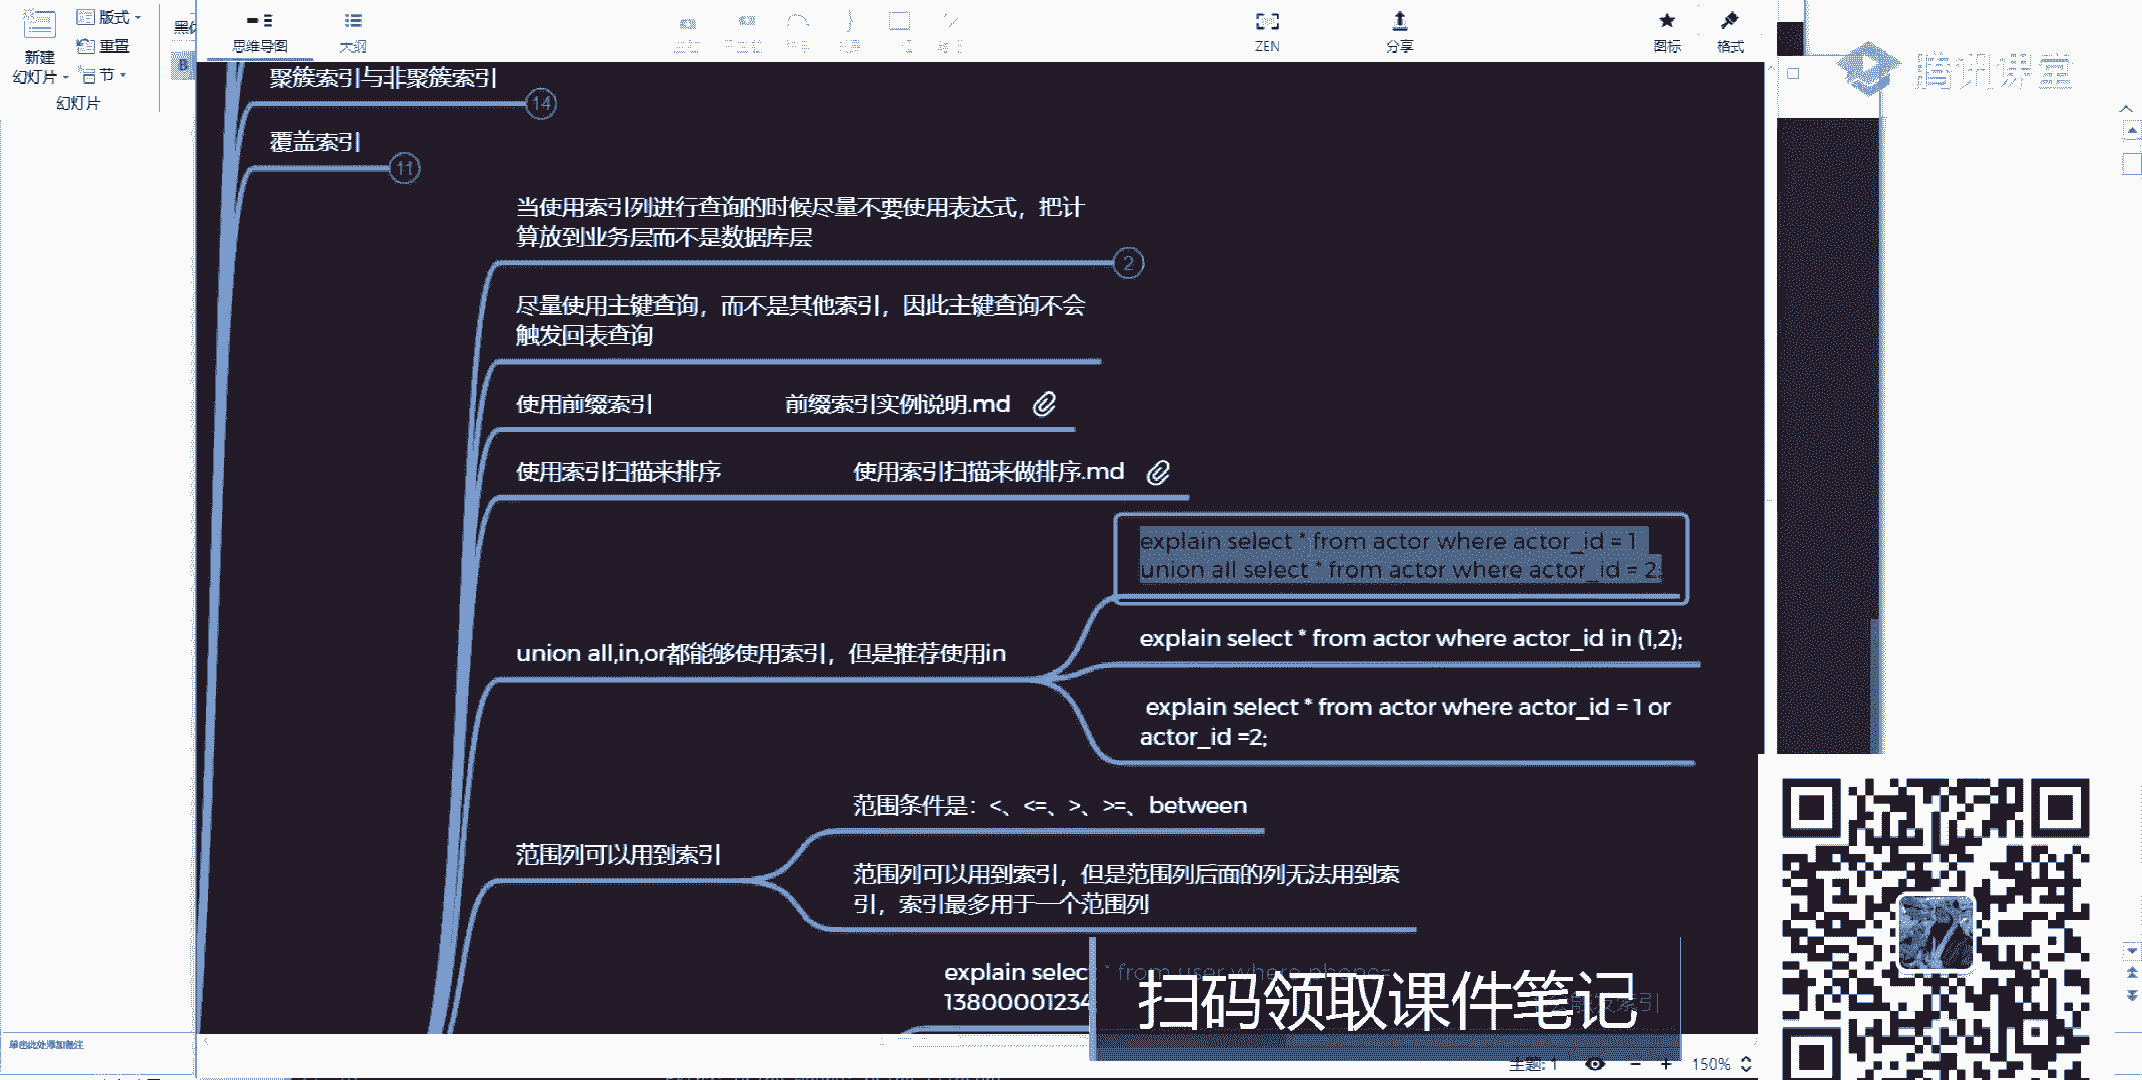 版式
新建
重置
幻灯片
节
幻灯片
黑体
B
思维导图
大纲
ZEN
分享
图标
格式
腾讯课堂
聚簇索引与非聚簇索引
14
覆盖索引
11
当使用索引列进行查询的时候尽量不要使用表达式，把计
算放到业务层而不是数据库层
2
尽量使用主键查询，而不是其他索引，因此主键查询不会
触发回表查询
使用前缀索引
前缀索引实例说明.md
使用索引扫描来排序
使用索引扫描来做排序.md
explain select * from actor where actor_id = 1
union all select * from actor where actor_id = 2;
union all,in,or都能够使用索引，但是推荐使用in
explain select * from actor where actor_id in (1,2);
explain select * from actor where actor_id = 1 or
actor_id =2;
范围列可以用到索引
范围条件是：<、<=、>、>=、between
范围列可以用到索引，但是范围列后面的列无法用到索
引，索引最多用于一个范围列
explain select * from user where phone=
13800001234
扫码领取课件笔记
单击此处添加备注
主题: 1
150%